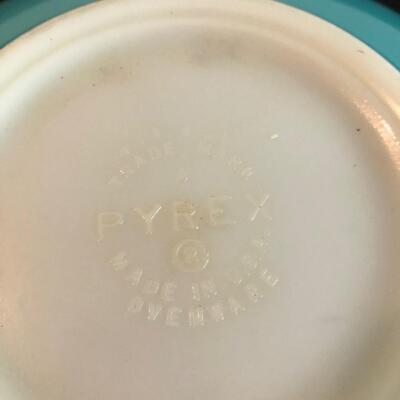 TRADE MARK
PYREX
®
MADE IN U.S.A.
OVENWARE